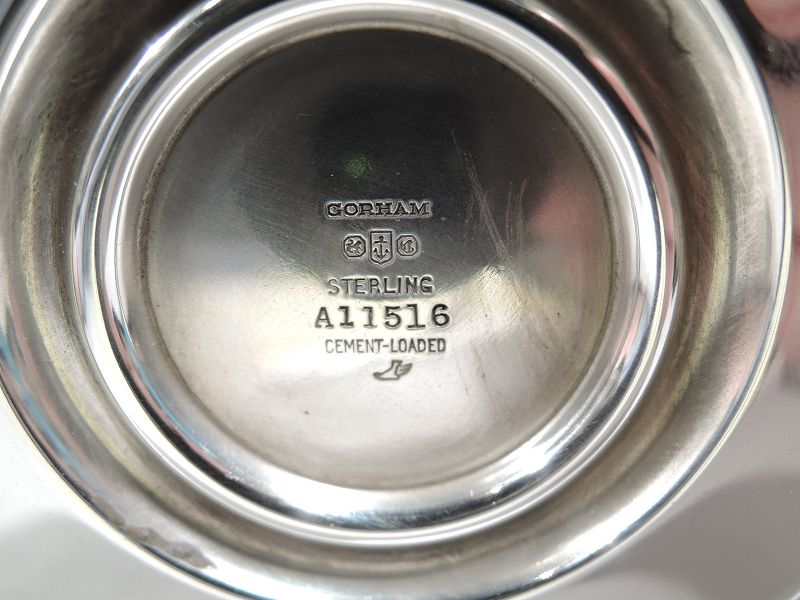 GORHAM
STERLING
A11516
CEMENT-LOADED